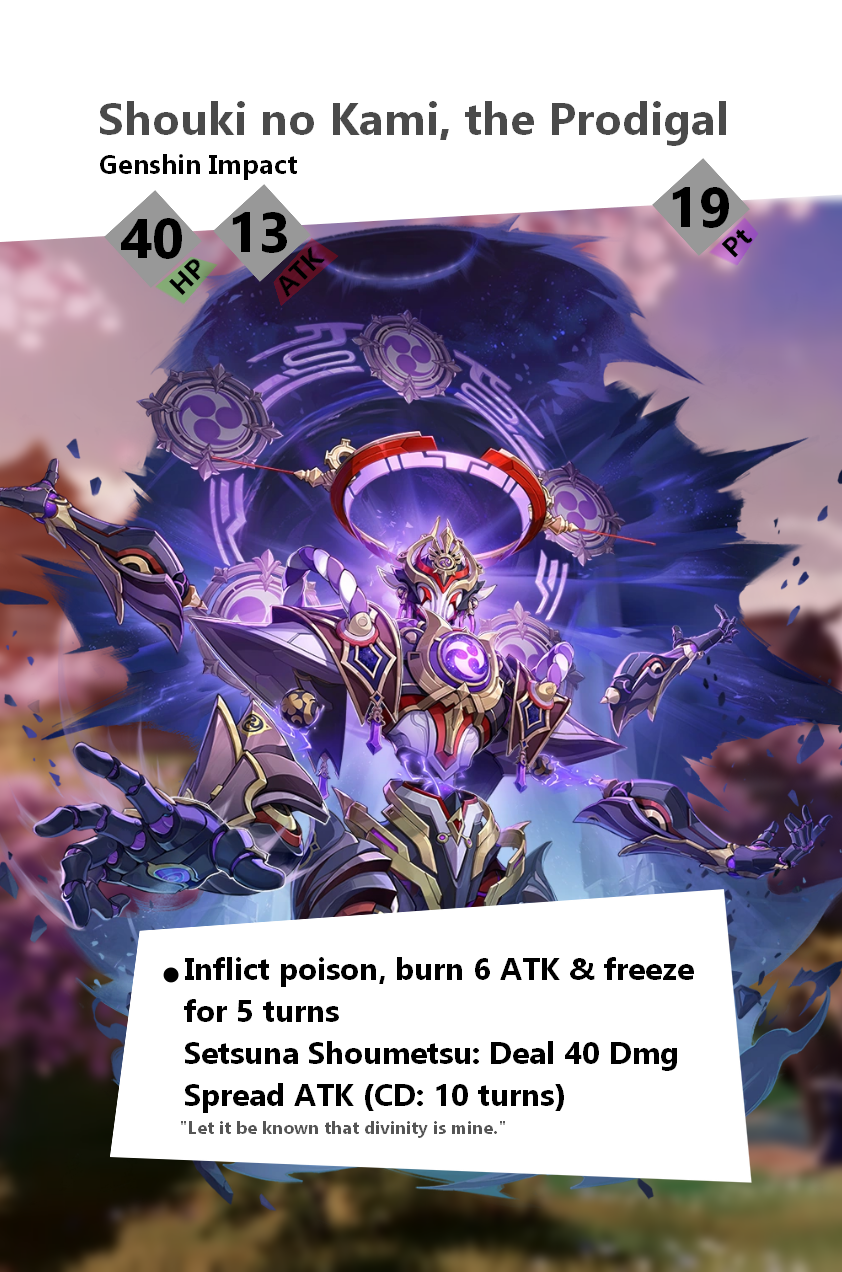 Shouki no Kami, the Prodigal
Genshin Impact
40 HP
13 ATK
19 Pt
●Inflict poison, burn 6 ATK & freeze
for 5 turns
Setsuna Shoumetsu: Deal 40 Dmg
Spread ATK (CD: 10 turns)
"Let it be known that divinity is mine."